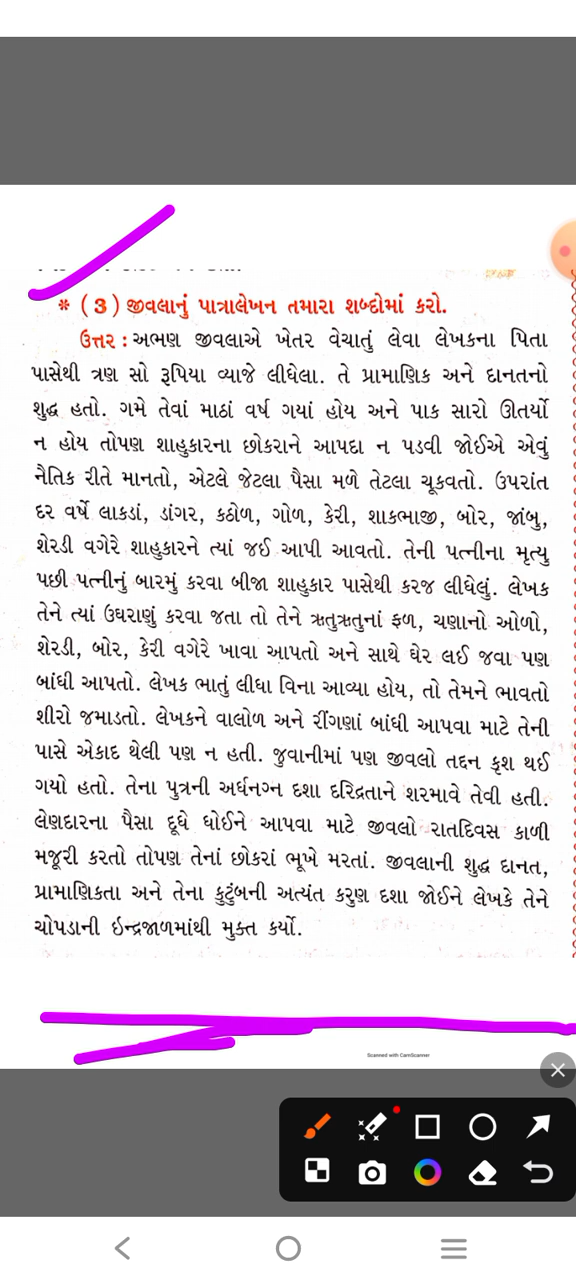 * (3) જીવલાનું પાત્રાલેખન તમારા શબ્દોમાં કરો.
ઉત્તર : અભણ જીવલાએ ખેતર વેચાતું લેવા લેખકના પિતા
પાસેથી ત્રણ સો રૂપિયા વ્યાજે લીધેલા. તે પ્રામાણિક અને દાનતનો
શુદ્ધ હતો. ગમે તેવાં માઠાં વર્ષ ગયાં હોય અને પાક સારો ઊતર્યો
ન હોય તોપણ શાહુકારના છોકરાને આપદા ન પડવી જોઈએ એવું
નૈતિક રીતે માનતો, એટલે જેટલા પૈસા મળે તેટલા ચૂકવતો. ઉપરાંત
દર વર્ષે લાકડાં, ડાંગર, કઠોળ, ગોળ, કેરી, શાકભાજી, બોર, જાંબુ,
શેરડી વગેરે શાહુકારને ત્યાં જઈ આપી આવતો. તેની પત્નીના મૃત્યુ
પછી પત્નીનું બારમું કરવા બીજા શાહુકાર પાસેથી કરજ લીધેલું. લેખક
તેને ત્યાં ઉઘરાણું કરવા જતા તો તેને ઋતુઋતુનાં ફળ, ચણાનો ઓળો,
શેરડી, બોર, કેરી વગેરે ખાવા આપતો અને સાથે ઘેર લઈ જવા પણ
બાંધી આપતો. લેખક ભાતું લીધા વિના આવ્યા હોય, તો તેમને ભાવતો
શીરો જમાડતો. લેખકને વાલોળ અને રીંગણાં બાંધી આપવા માટે તેની
પાસે એકાદ થેલી પણ ન હતી. જુવાનીમાં પણ જીવલો તદ્દન કૃશ થઈ
ગયો હતો. તેના પુત્રની અર્ધનગ્ન દશા દરિદ્રતાને શરમાવે તેવી હતી.
લેણદારના પૈસા દૂધે ધોઈને આપવા માટે જીવલો રાતદિવસ કાળી
મજૂરી કરતો તોપણ તેનાં છોકરાં ભૂખે મરતાં. જીવલાની શુદ્ધ દાનત,
પ્રામાણિકતા અને તેના કુટુંબની અત્યંત કરુણ દશા જોઈને લેખકે તેને
ચોપડાની ઇન્દ્રજાળમાંથી મુક્ત કર્યો.
Scanned with CamScanner